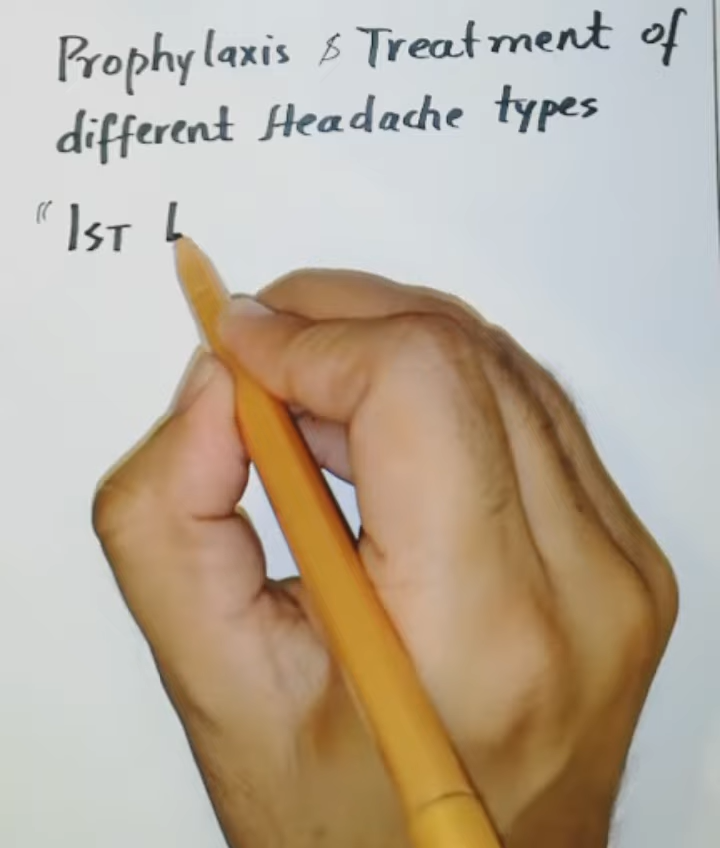 Prophylaxis & Treatment of
different Headache types
"1ST L